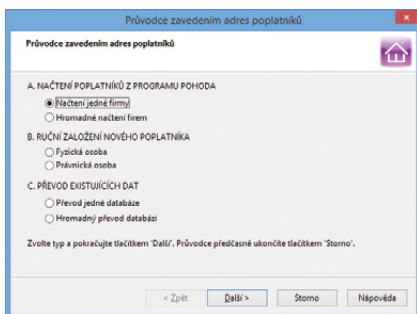 Průvodce zavedením adres poplatníků
Průvodce zavedením adres poplatníků
A. NAČTENÍ POPLATNÍKŮ Z PROGRAMU POHODA
Načtení jedné firmy
Hromadné načtení firem
B. RUČNÍ ZALOŽENÍ NOVÉHO POPLATNÍKA
Fyzická osoba
Právnická osoba
C. PŘEVOD EXISTUJÍCÍCH DAT
Převod jedné databáze
Hromadný převod databází
Zvolte typ a pokračujte tlačítkem 'Další'. Průvodce předčasně ukončíte tlačítkem 'Storno'.
< Zpět Další > Storno Nápověda